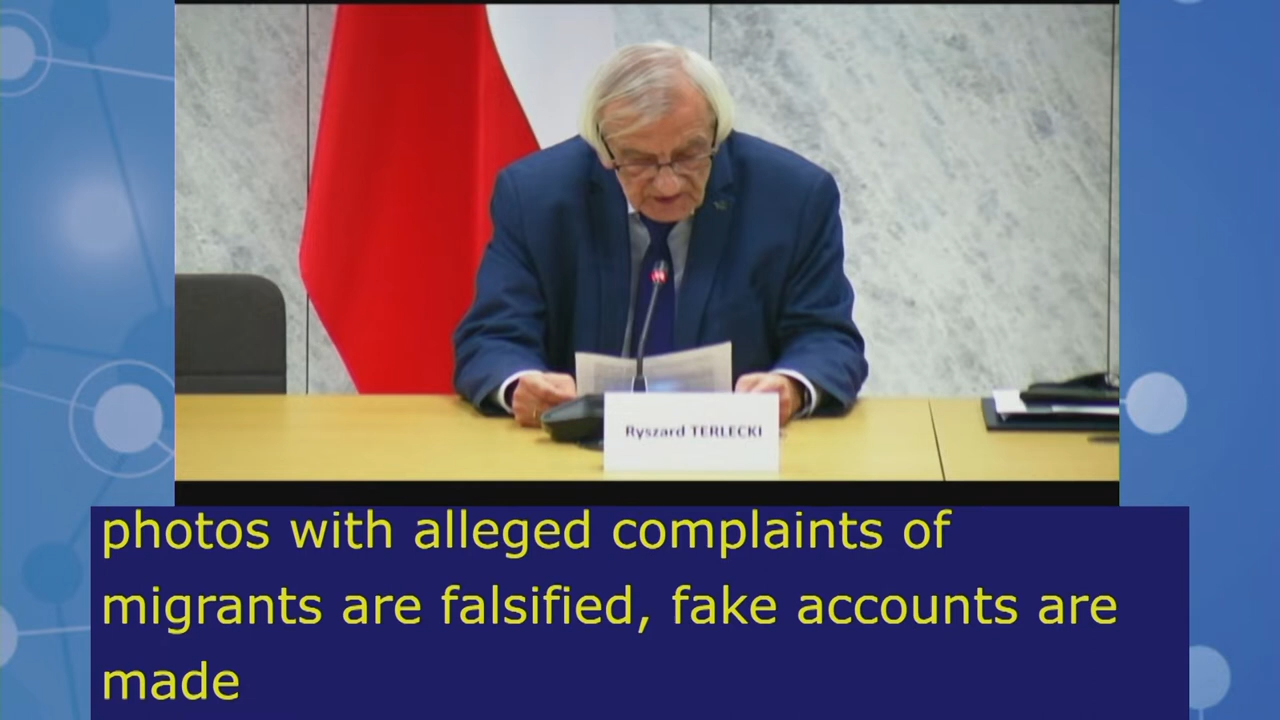 Ryszard TERLECKI
photos with alleged complaints of
migrants are falsified, fake accounts are
made